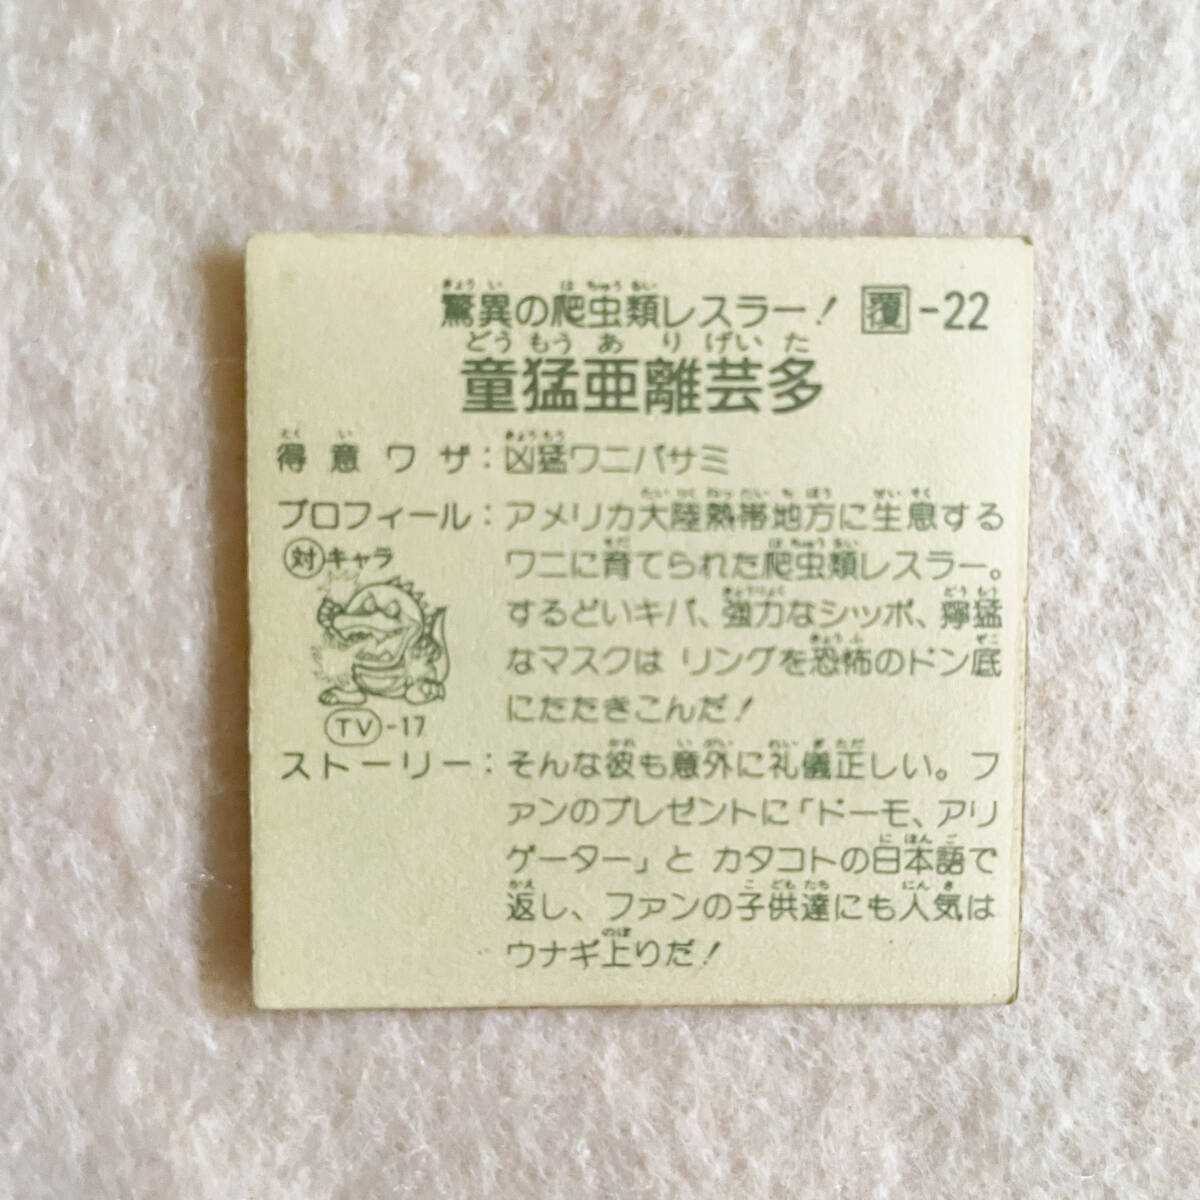 驚異の爬虫類レスラー! 覆-22
童猛亜離芸多
得意ワザ:凶猛ワニバサミ
プロフィール:アメリカ大陸熱帯地方に生息する
対キャラ ワニに育てられた爬虫類レスラー。
するどいキバ、強力なシッポ、獰猛
なマスクは リングを恐怖のドン底
にたたきこんだ!
TV-17
ストーリー:そんな彼も意外に礼儀正しい。フ
ァンのプレゼントに「ドーモ、アリ
ゲーター」と カタコトの日本語で
返し、ファンの子供達にも人気は
ウナギ上りだ!